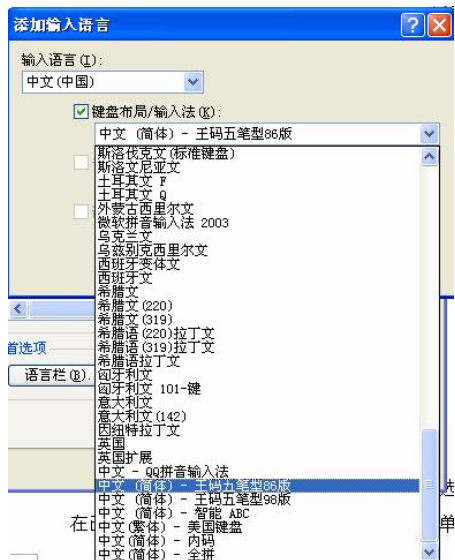 添加输入语言
输入语言(I):
中文(中国)
键盘布局/输入法(K):
中文 (简体) - 王码五笔型86版
斯洛伐克文(标准键盘)
斯洛文尼亚文
土耳其文 F
土耳其文 Q
外蒙古西里尔文
微软拼音输入法 2003
乌克兰文
乌兹别克西里尔文
西班牙变体文
西班牙文
希腊文
希腊文(220)
希腊文(319)
希腊语(220)拉丁文
希腊语(319)拉丁文
希腊语拉丁文
匈牙利文
匈牙利文 101-键
意大利文
意大利文(142)
因纽特拉丁文
英国
英国扩展
中文 - QQ拼音输入法
中文 (简体) - 王码五笔型86版
中文 (简体) - 王码五笔型98版
中文 (简体) - 智能 ABC
中文(繁体) - 美国键盘
中文(简体) - 内码
中文(简体) - 全拼
首选项
语言栏(B).
在
单